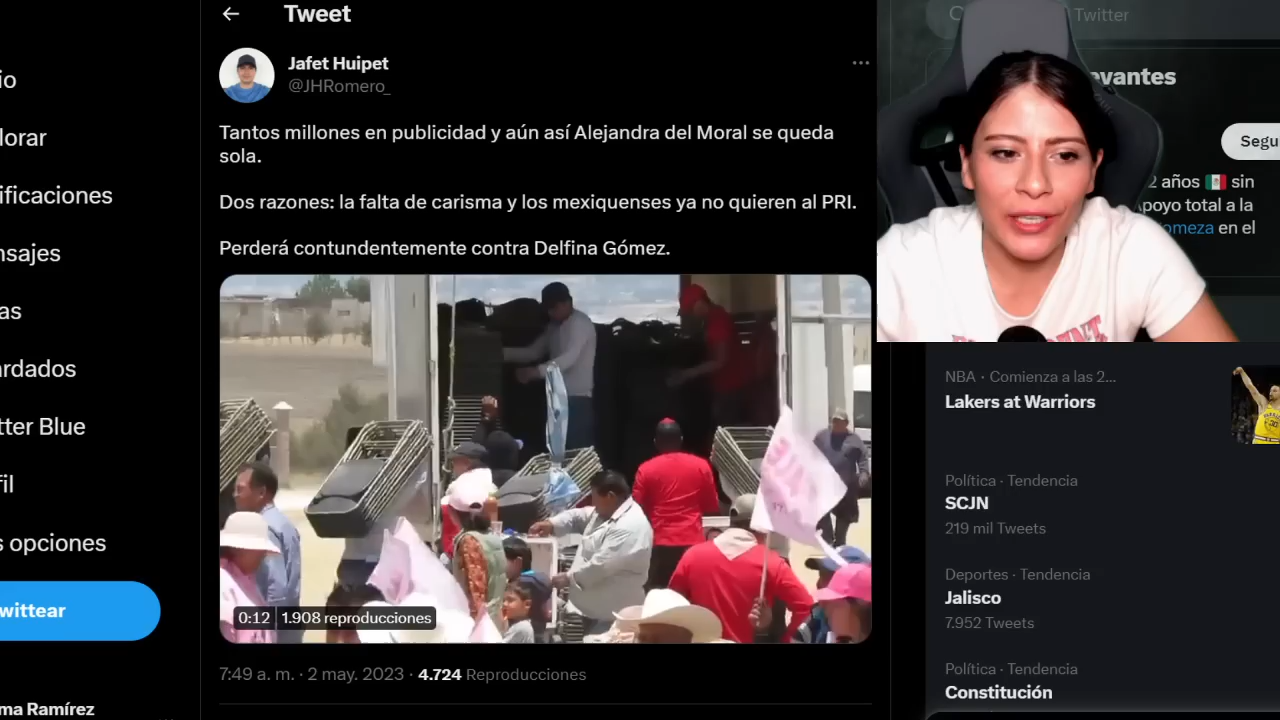 Tweet
Jafet Huipet
@JHRomero_
Tantos millones en publicidad y aún así Alejandra del Moral se queda
sola.
Dos razones: la falta de carisma y los mexiquenses ya no quieren al PRI.
Perderá contundentemente contra Delfina Gómez.
0:12 1.908 reproducciones
7:49 a. m. · 2 may. 2023 · 4.724 Reproducciones
io
lorar
ificaciones
nsajes
as
ardados
tter Blue
fil
s opciones
wittear
ma Ramírez
Twitter
evantes
Segu
2 años 🇲🇽 sin
poyo total a la
omeza en el
NBA · Comienza a las 2...
Lakers at Warriors
Política · Tendencia
SCJN
219 mil Tweets
Deportes · Tendencia
Jalisco
7.952 Tweets
Política · Tendencia
Constitución